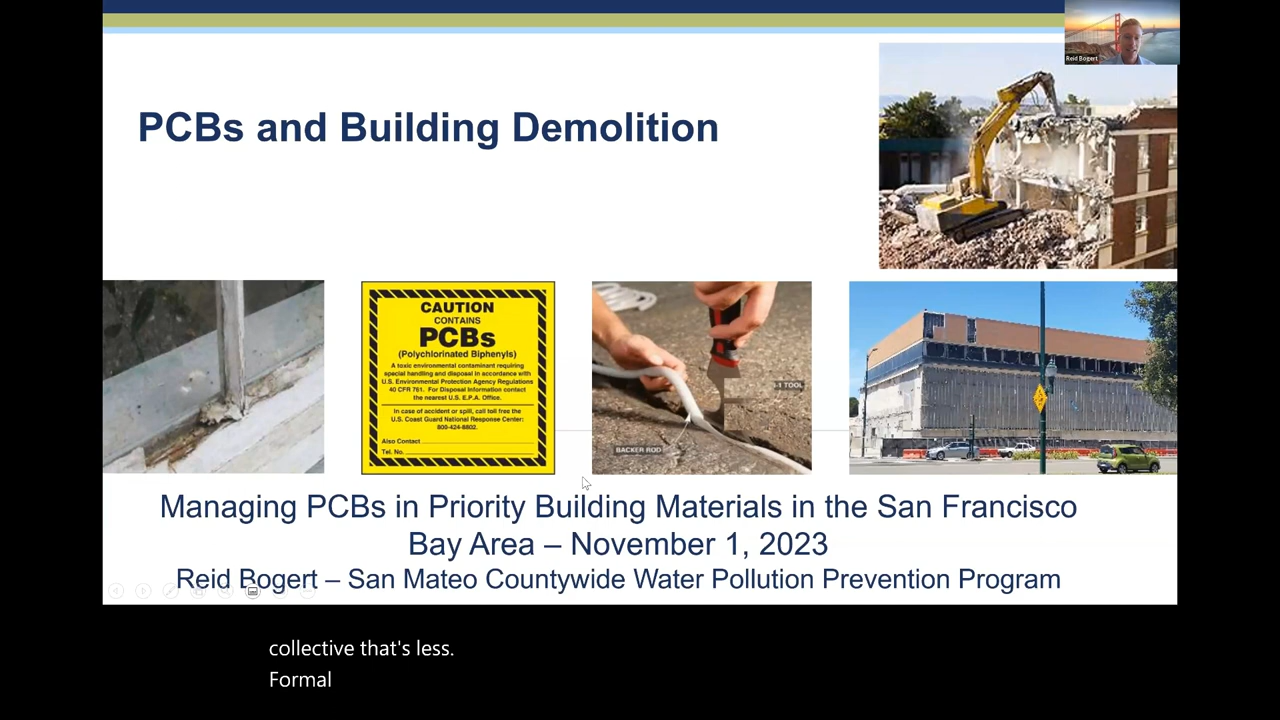 Reid Bogert
PCBs and Building Demolition
CAUTION
CONTAINS
PCBs
(Polychlorinated Biphenyls)
A toxic environmental contaminant requiring
special handling and disposal in accordance with
U.S. Environmental Protection Agency Regulations
40 CFR 761. For Disposal Information contact
the nearest U.S. E.P.A. Office.
In case of accident or spill, call toll free the
U.S. Coast Guard National Response Center:
800-424-8802.
Also Contact
Tel. No.
TOOL
BACKER ROD
Managing PCBs in Priority Building Materials in the San Francisco
Bay Area – November 1, 2023
Reid Bogert – San Mateo Countywide Water Pollution Prevention Program
collective that's less.
Formal